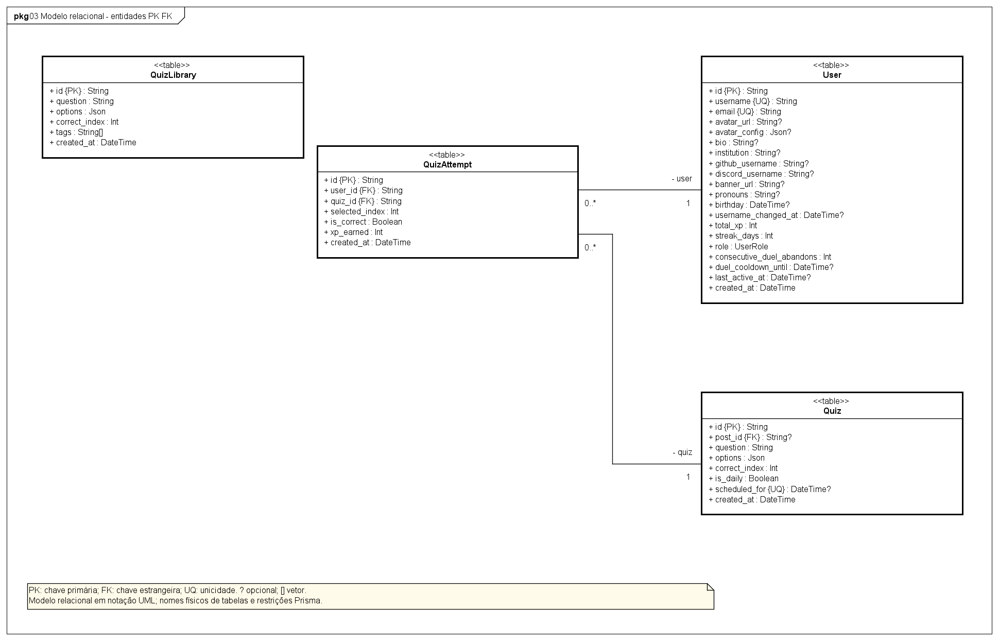 pkg 03 Modelo relacional - entidades PK FK
<<table>>
QuizLibrary
+ id {PK} : String
+ question : String
+ options : Json
+ correct_index : Int
+ tags : String[]
+ created_at : DateTime
<<table>>
QuizAttempt
+ id {PK} : String
+ user_id {FK} : String
+ quiz_id {FK} : String
+ selected_index : Int
+ is_correct : Boolean
+ xp_earned : Int
+ created_at : DateTime
- user
0..*
1
0..*
<<table>>
User
+ id {PK} : String
+ username {UQ} : String
+ email {UQ} : String
+ avatar_url : String?
+ avatar_config : Json?
+ bio : String?
+ institution : String?
+ github_username : String?
+ discord_username : String?
+ banner_url : String?
+ pronouns : String?
+ birthday : DateTime?
+ username_changed_at : DateTime?
+ total_xp : Int
+ streak_days : Int
+ role : UserRole
+ consecutive_duel_abandons : Int
+ duel_cooldown_until : DateTime?
+ last_active_at : DateTime?
+ created_at : DateTime
- quiz
1
<<table>>
Quiz
+ id {PK} : String
+ post_id {FK} : String?
+ question : String
+ options : Json
+ correct_index : Int
+ is_daily : Boolean
+ scheduled_for {UQ} : DateTime?
+ created_at : DateTime
PK: chave primária; FK: chave estrangeira; UQ: unicidade. ? opcional; [] vetor.
Modelo relacional em notação UML; nomes físicos de tabelas e restrições Prisma.